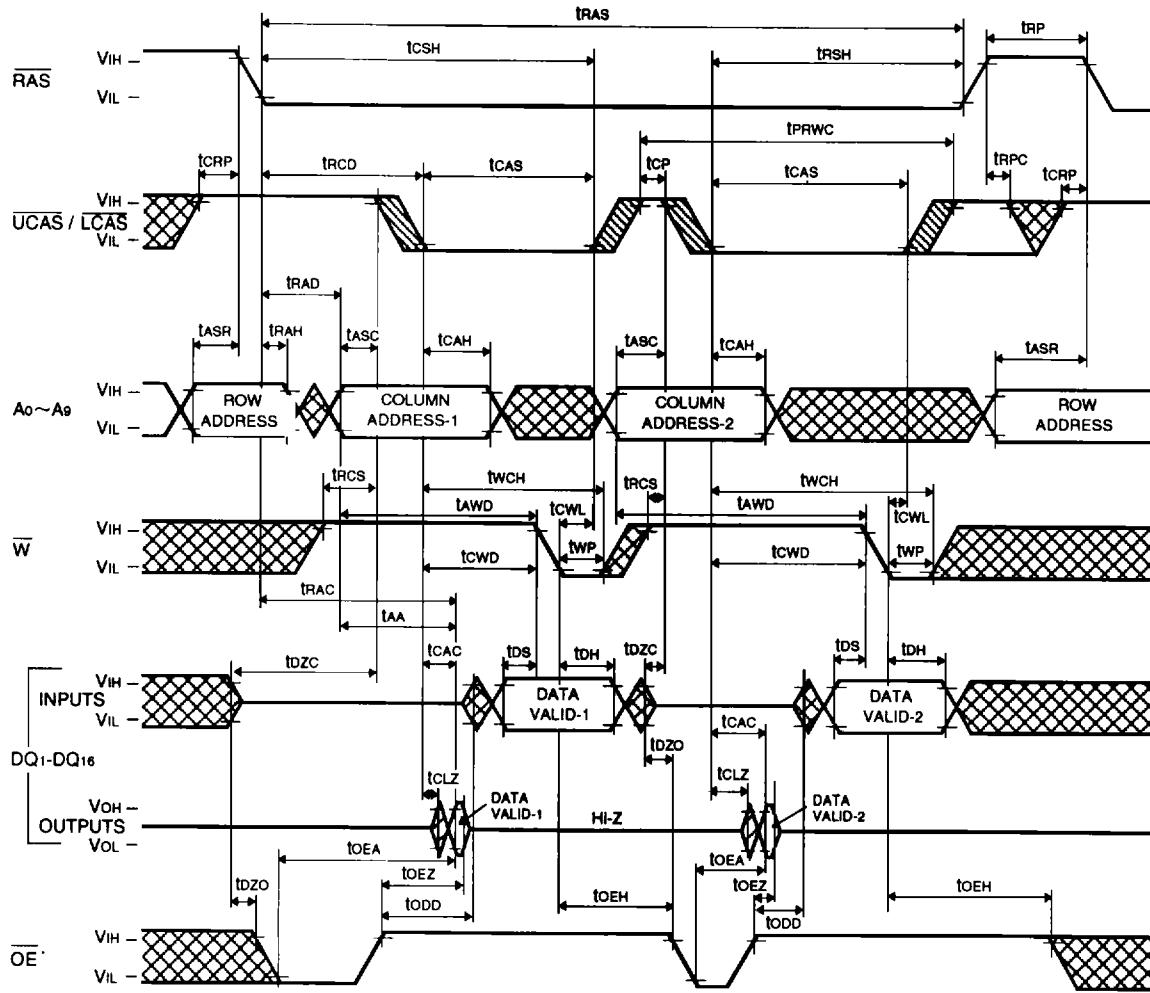 tRAS
tCSH
tRP
tRSH
VIH
RAS
VIL
tPRWC
tCRP
tRCD
tCAS
tCP
tCAS
tRPC
tCRP
VIH
UCAS / LCAS
VIL
tRAD
tASR
tRAH
tASC
tCAH
tASC
tCAH
tASR
VIH
A0~A9
VIL
ROW ADDRESS
COLUMN ADDRESS-1
COLUMN ADDRESS-2
ROW ADDRESS
tRCS
tWCH
tRCS
tWCH
tAWD
tCWL
tAWD
tCWL
VIH
W
VIL
tCWD
tWP
tCWD
tWP
tRAC
tAA
tDZC
tCAC
tDS
tDH
tDZC
tDS
tDH
VIH
INPUTS
VIL
DATA VALID-1
DATA VALID-2
tCAC
DQ1-DQ16
tDZO
tCLZ
tCLZ
VOH
OUTPUTS
VOL
DATA VALID-1
HI-Z
DATA VALID-2
tOEA
tOEA
tDZO
tOEZ
tOEZ
tODD
tOEH
tODD
tOEH
VIH
OE
VIL